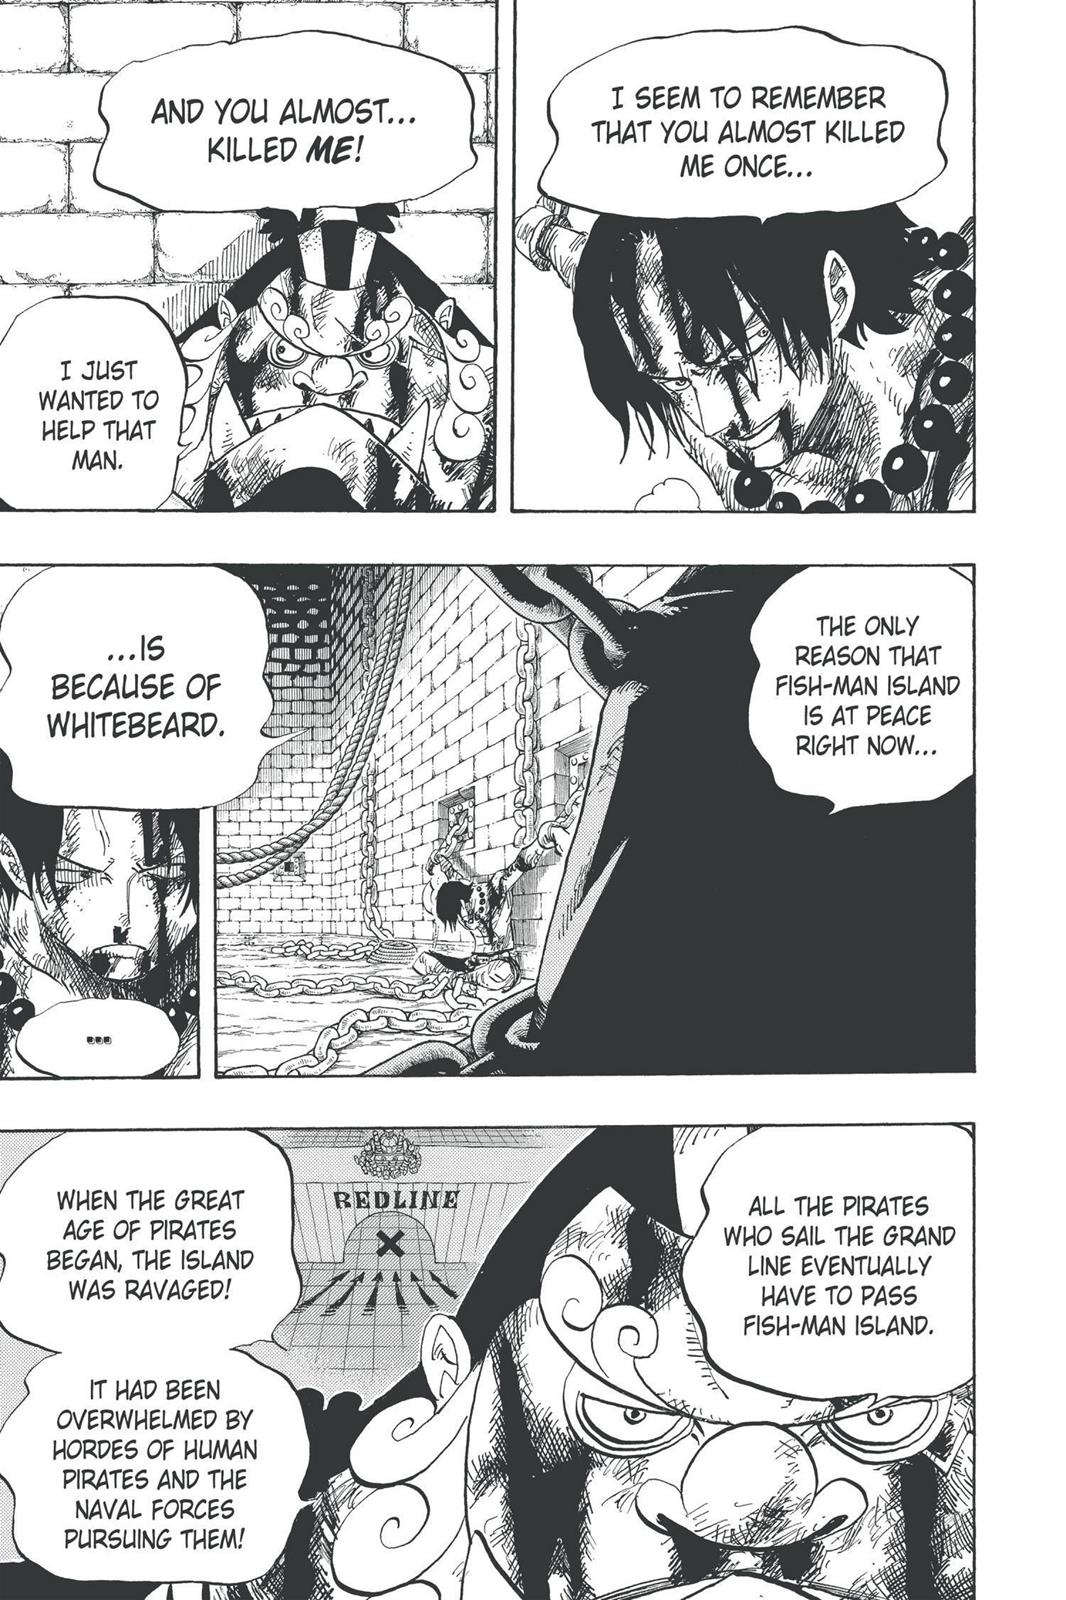 I SEEM TO REMEMBER
THAT YOU ALMOST KILLED
ME ONCE...
AND YOU ALMOST...
KILLED ME!
I JUST
WANTED TO
HELP THAT
MAN.
THE ONLY
REASON THAT
FISH-MAN ISLAND
IS AT PEACE
RIGHT NOW...
...IS
BECAUSE OF
WHITEBEARD.
...
ALL THE PIRATES
WHO SAIL THE GRAND
LINE EVENTUALLY
HAVE TO PASS
FISH-MAN ISLAND.
REDLINE
WHEN THE GREAT
AGE OF PIRATES
BEGAN, THE ISLAND
WAS RAVAGED!
IT HAD BEEN
OVERWHELMED BY
HORDES OF HUMAN
PIRATES AND THE
NAVAL FORCES
PURSUING THEM!